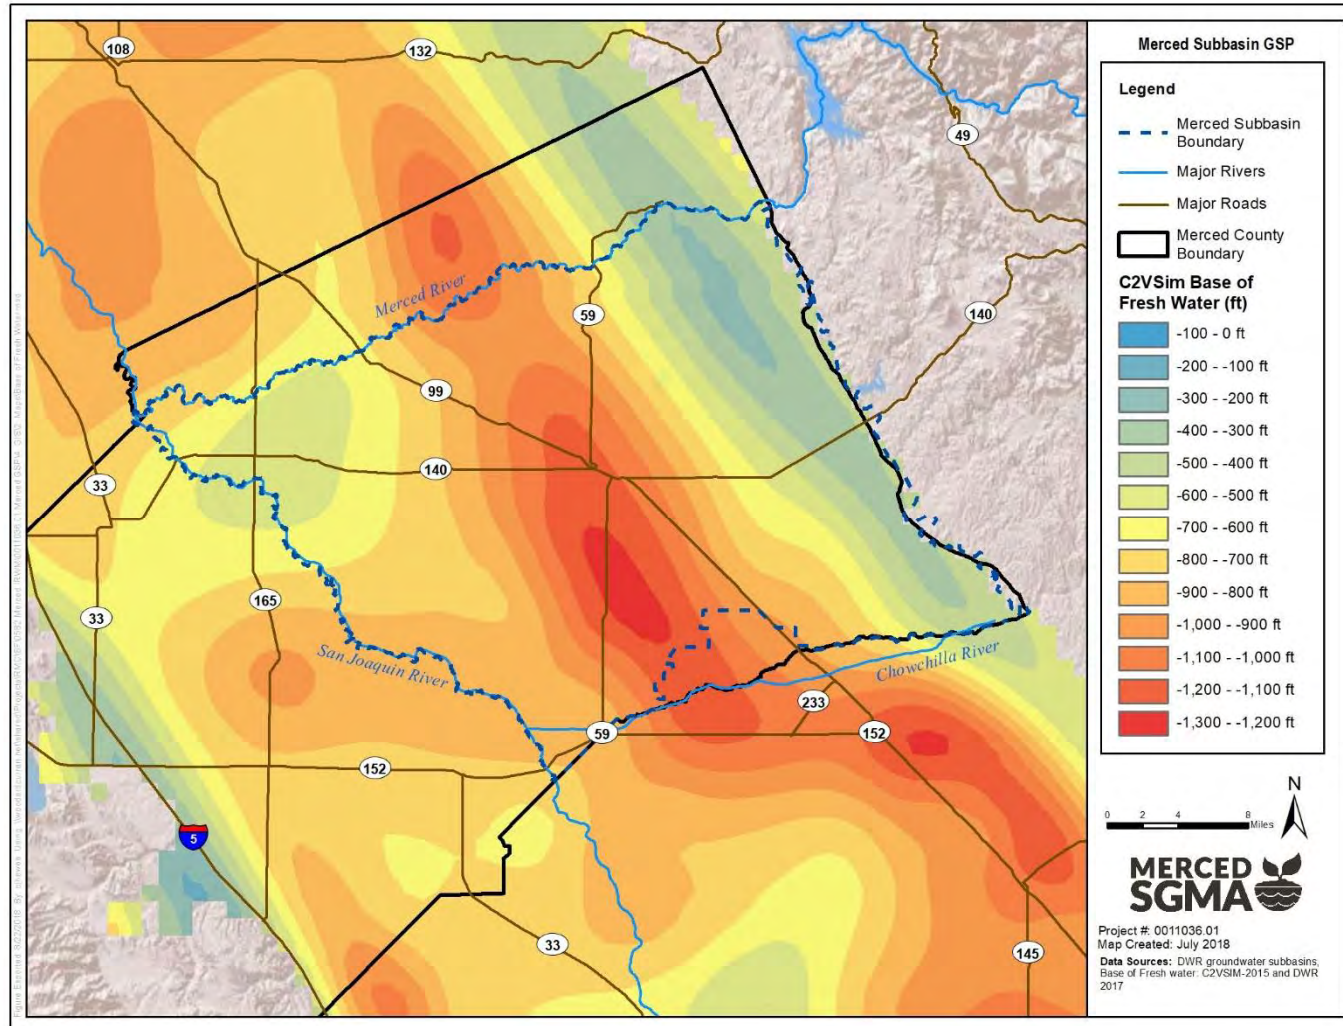 Merced Subbasin GSP
Legend
Merced Subbasin
Boundary
Major Rivers
Major Roads
Merced County
Boundary
C2VSim Base of
Fresh Water (ft)
-100 - 0 ft
-200 - -100 ft
-300 - -200 ft
-400 - -300 ft
-500 - -400 ft
-600 - -500 ft
-700 - -600 ft
-800 - -700 ft
-900 - -800 ft
-1,000 - -900 ft
-1,100 - -1,000 ft
-1,200 - -1,100 ft
-1,300 - -1,200 ft
N
0 2 4 8
Miles
MERCED
SGMA
Project #: 0011036.01
Map Created: July 2018
Data Sources: DWR groundwater subbasins,
Base of Fresh water: C2VSIM-2015 and DWR
2017
108
132
49
Merced River
59
140
99
140
33
165
33
San Joaquin River
Chowchilla River
233
59
152
152
5
33
145